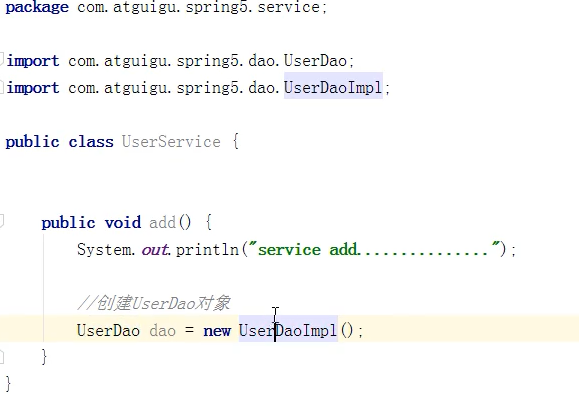 package com.atguigu.spring5.service;
import com.atguigu.spring5.dao.UserDao;
import com.atguigu.spring5.dao.UserDaoImpl;
public class UserService {
public void add() {
System.out.println("service add...............");
//创建UserDao对象
UserDao dao = new UserDaoImpl();
}
}